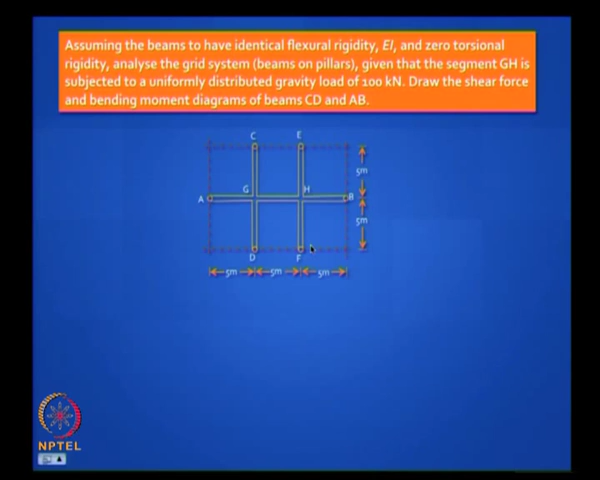 Assuming the beams to have identical flexural rigidity, EI, and zero torsional
rigidity, analyse the grid system (beams on pillars), given that the segment GH is
subjected to a uniformly distributed gravity load of 100 kN. Draw the shear force
and bending moment diagrams of beams CD and AB.
C E
5m
G H
A B
5m
D F
5m 5m 5m
NPTEL